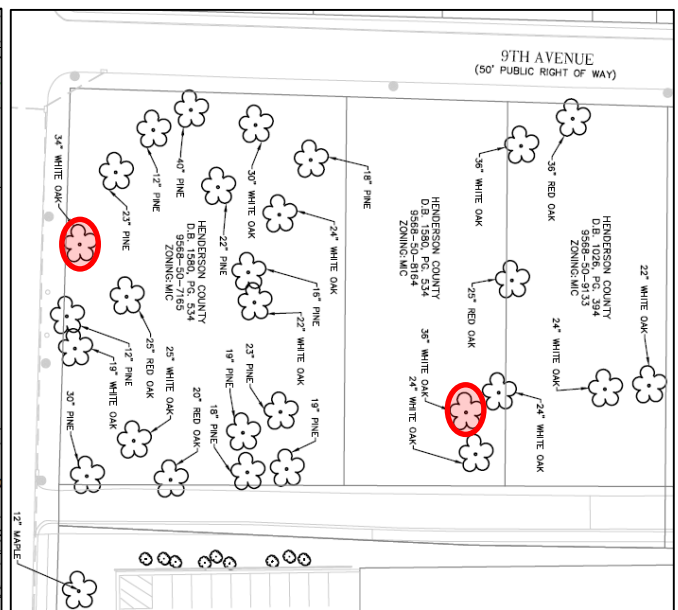 9TH AVENUE
(50' PUBLIC RIGHT OF WAY)
34" WHITE OAK
23" PINE
12" PINE
40" PINE
30" WHITE OAK
22" PINE
18" PINE
24" WHITE OAK
HENDERSON COUNTY
D.B. 1580, PG. 534
9568-50-7165
ZONING:MIC
16" PINE
22" WHITE OAK
12" PINE
19" WHITE OAK
25" RED OAK
25" WHITE OAK
20" RED OAK
18" PINE
19" PINE
23" PINE
19" PINE
30" PINE
12" MAPLE
HENDERSON COUNTY
D.B. 1580, PG. 534
9568-50-8164
ZONING:MIC
36" WHITE OAK
36" RED OAK
25" RED OAK
36" WHITE OAK
24" WHITE OAK
24" WHITE OAK
HENDERSON COUNTY
D.B. 1026, PG. 394
9568-50-9133
ZONING:MIC
24" WHITE OAK
22" WHITE OAK